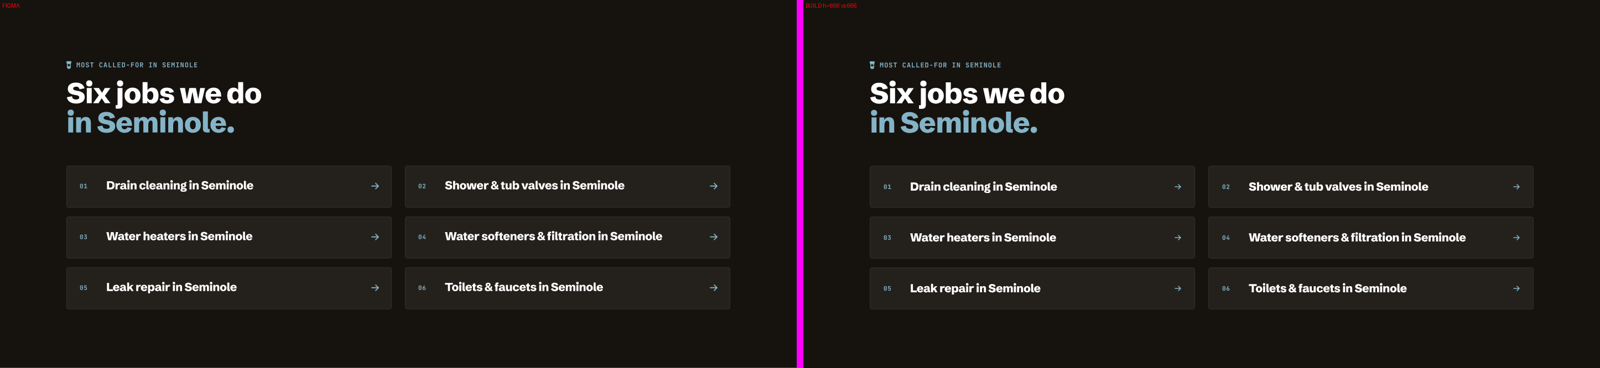 FIGMA
MOST CALLED-FOR IN SEMINOLE
Six jobs we do
in Seminole.
01 Drain cleaning in Seminole →
02 Shower & tub valves in Seminole →
03 Water heaters in Seminole →
04 Water softeners & filtration in Seminole →
05 Leak repair in Seminole →
06 Toilets & faucets in Seminole →
BUILD
MOST CALLED-FOR IN SEMINOLE
Six jobs we do
in Seminole.
01 Drain cleaning in Seminole →
02 Shower & tub valves in Seminole →
03 Water heaters in Seminole →
04 Water softeners & filtration in Seminole →
05 Leak repair in Seminole →
06 Toilets & faucets in Seminole →